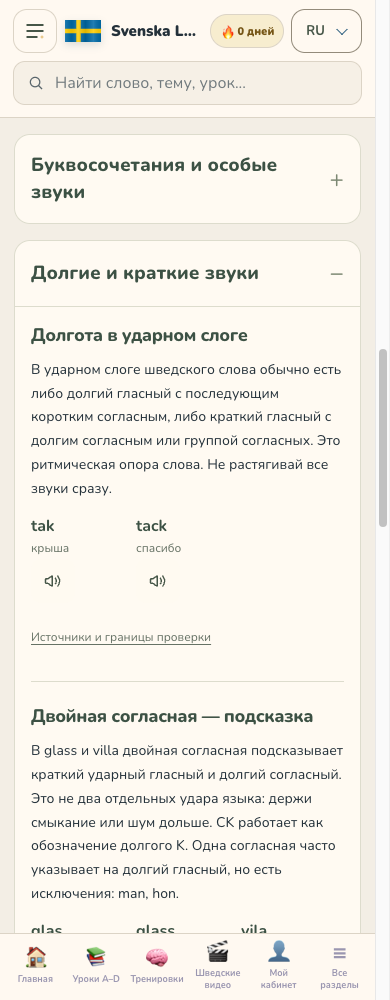 Svenska L...
🔥 0 дней
RU
Найти слово, тему, урок...
Буквосочетания и особые
звуки
Долгие и краткие звуки
Долгота в ударном слоге
В ударном слоге шведского слова обычно есть
либо долгий гласный с последующим
коротким согласным, либо краткий гласный с
долгим согласным или группой согласных. Это
ритмическая опора слова. Не растягивай все
звуки сразу.
tak tack
крыша спасибо
Источники и границы проверки
Двойная согласная — подсказка
В glass и villa двойная согласная подсказывает
краткий ударный гласный и долгий согласный.
Это не два отдельных удара языка: держи
смыкание или шум дольше. CK работает как
обозначение долгого K. Одна согласная часто
указывает на долгий гласный, но есть
исключения: man, hon.
glas glass vila
Главная Уроки A–D Тренировки Шведские видео Мой кабинет Все разделы